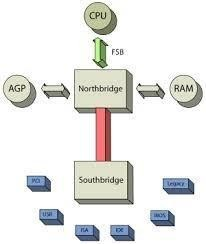 CPU
FSB
AGP
Northbridge
RAM
Southbridge
PCI
Legacy
USB
ISA
IDE
BIOS